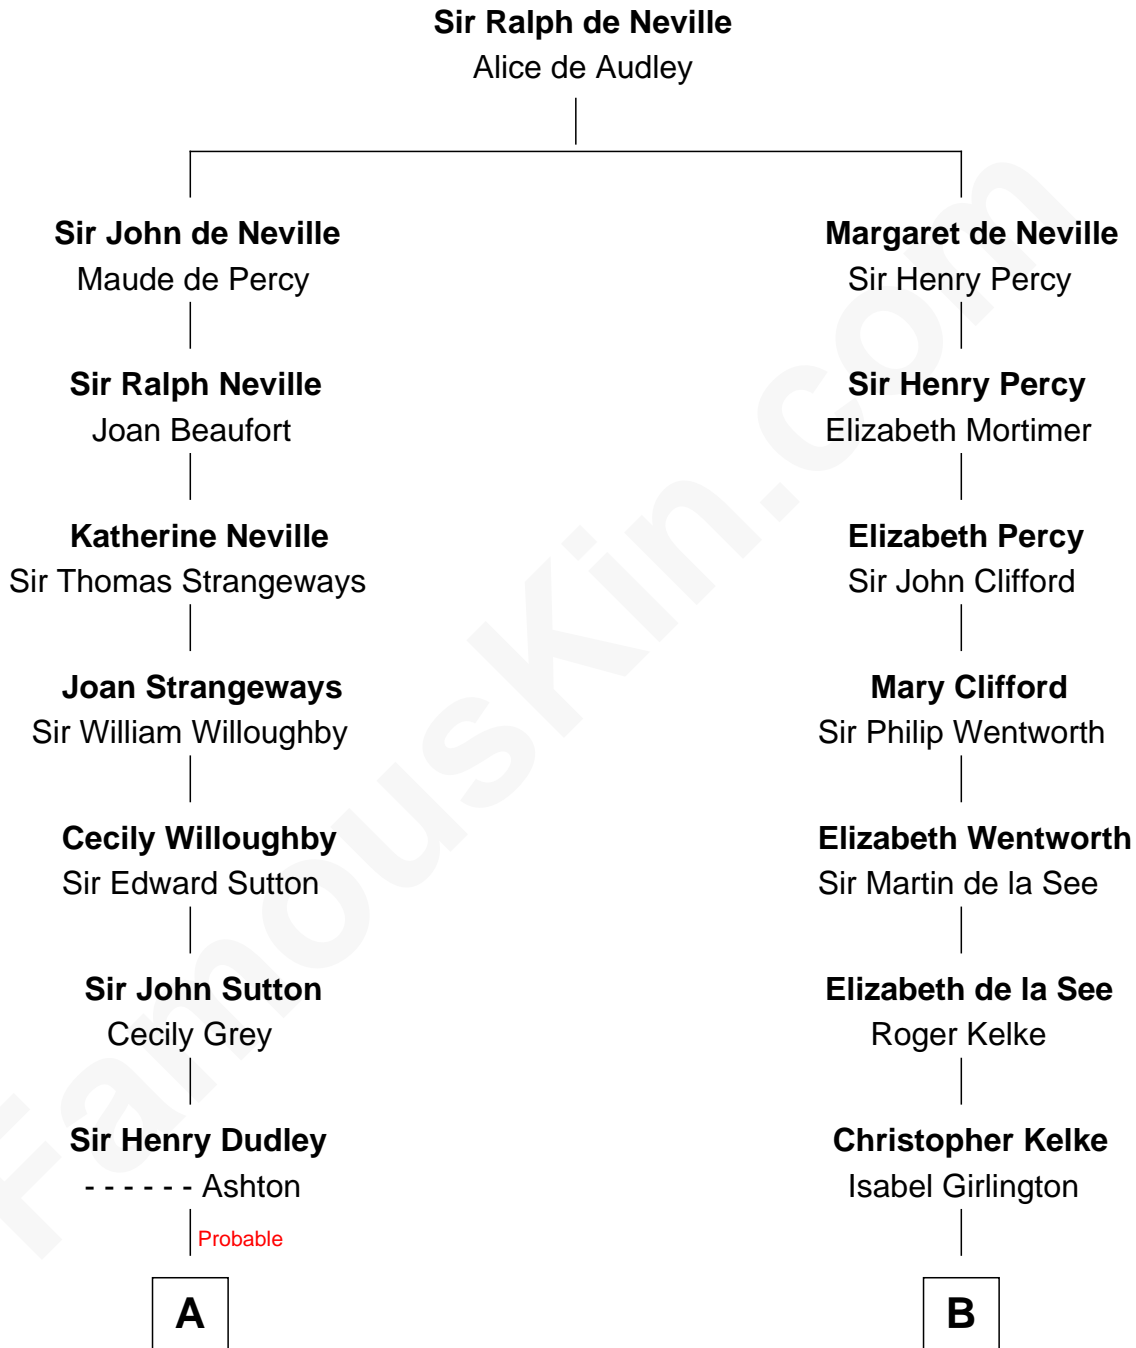 Sir Ralph de Neville
Alice de Audley
Sir John de Neville
Maude de Percy
Margaret de Neville
Sir Henry Percy
Sir Ralph Neville
Joan Beaufort
Sir Henry Percy
Elizabeth Mortimer
Katherine Neville
Sir Thomas Strangeways
Elizabeth Percy
Sir John Clifford
Joan Strangeways
Sir William Willoughby
Mary Clifford
Sir Philip Wentworth
Cecily Willoughby
Sir Edward Sutton
Elizabeth Wentworth
Sir Martin de la See
Sir John Sutton
Cecily Grey
Elizabeth de la See
Roger Kelke
Sir Henry Dudley
- - - - - - Ashton
Christopher Kelke
Isabel Girlington
Probable
A
B
FamousKin.com